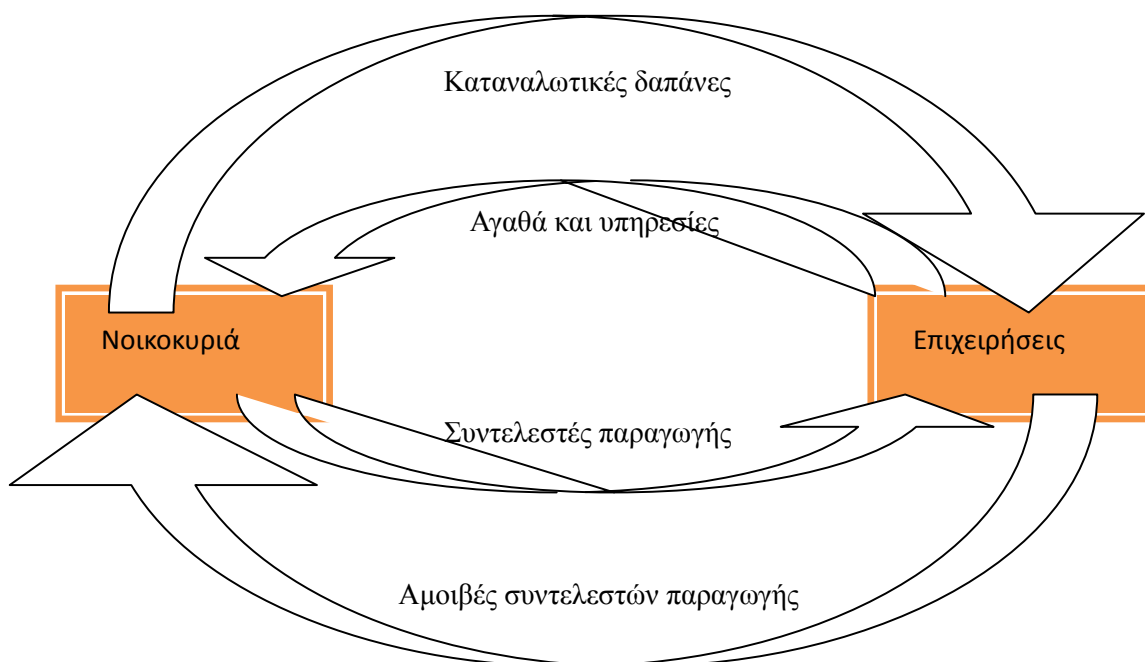 Καταναλωτικές δαπάνες
Αγαθά και υπηρεσίες
Νοικοκυριά
Επιχειρήσεις
Συντελεστές παραγωγής
Αμοιβές συντελεστών παραγωγής